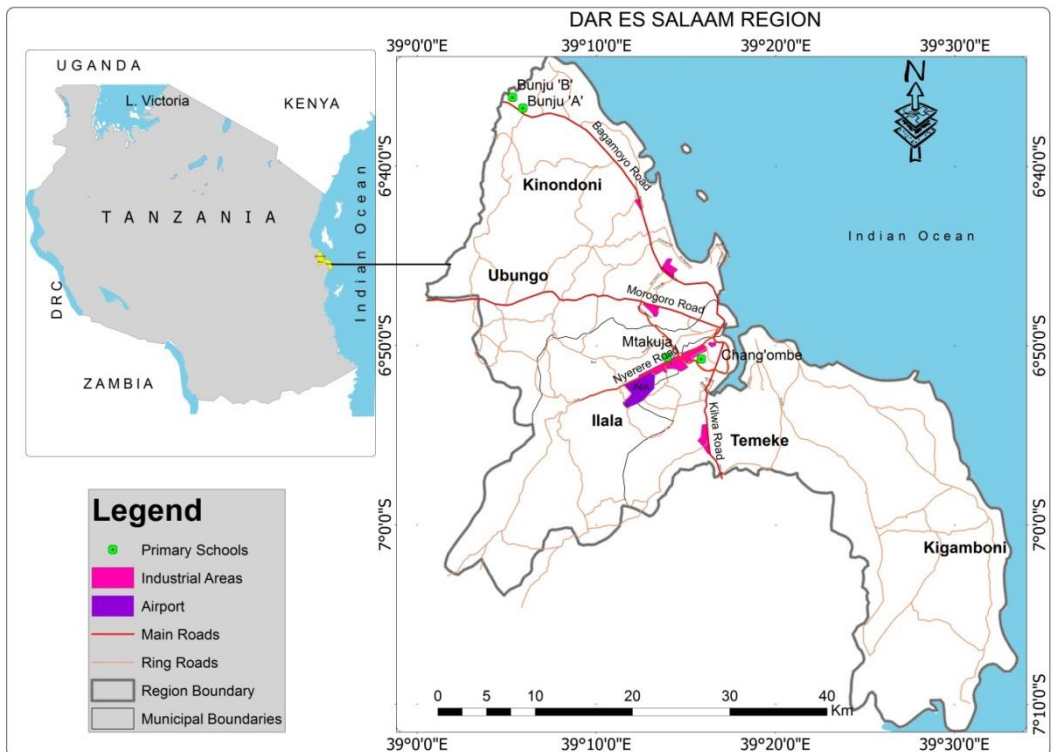 DAR ES SALAAM REGION
39°0'0"E
39°10'0"E
39°20'0"E
39°30'0"E
UGANDA
L. Victoria
KENYA
TANZANIA
Indian Ocean
DRC
ZAMBIA
N
Bunju 'B'
Bunju 'A'
Bagamoyo Road
6°40'0"S
6°40'0"S
Kinondoni
Indian Ocean
Ubungo
Morogoro Road
6°50'0"S
6°50'0"S
Mtakuja
Chang'ombe
Nyerere Road
Ilala
Kilwa Road
Temeke
7°0'0"S
7°0'0"S
Kigamboni
7°10'0"S
7°10'0"S
Legend
Primary Schools
Industrial Areas
Airport
Main Roads
Ring Roads
Region Boundary
Municipal Boundaries
0 5 10 20 30 40
Km
39°0'0"E
39°10'0"E
39°20'0"E
39°30'0"E